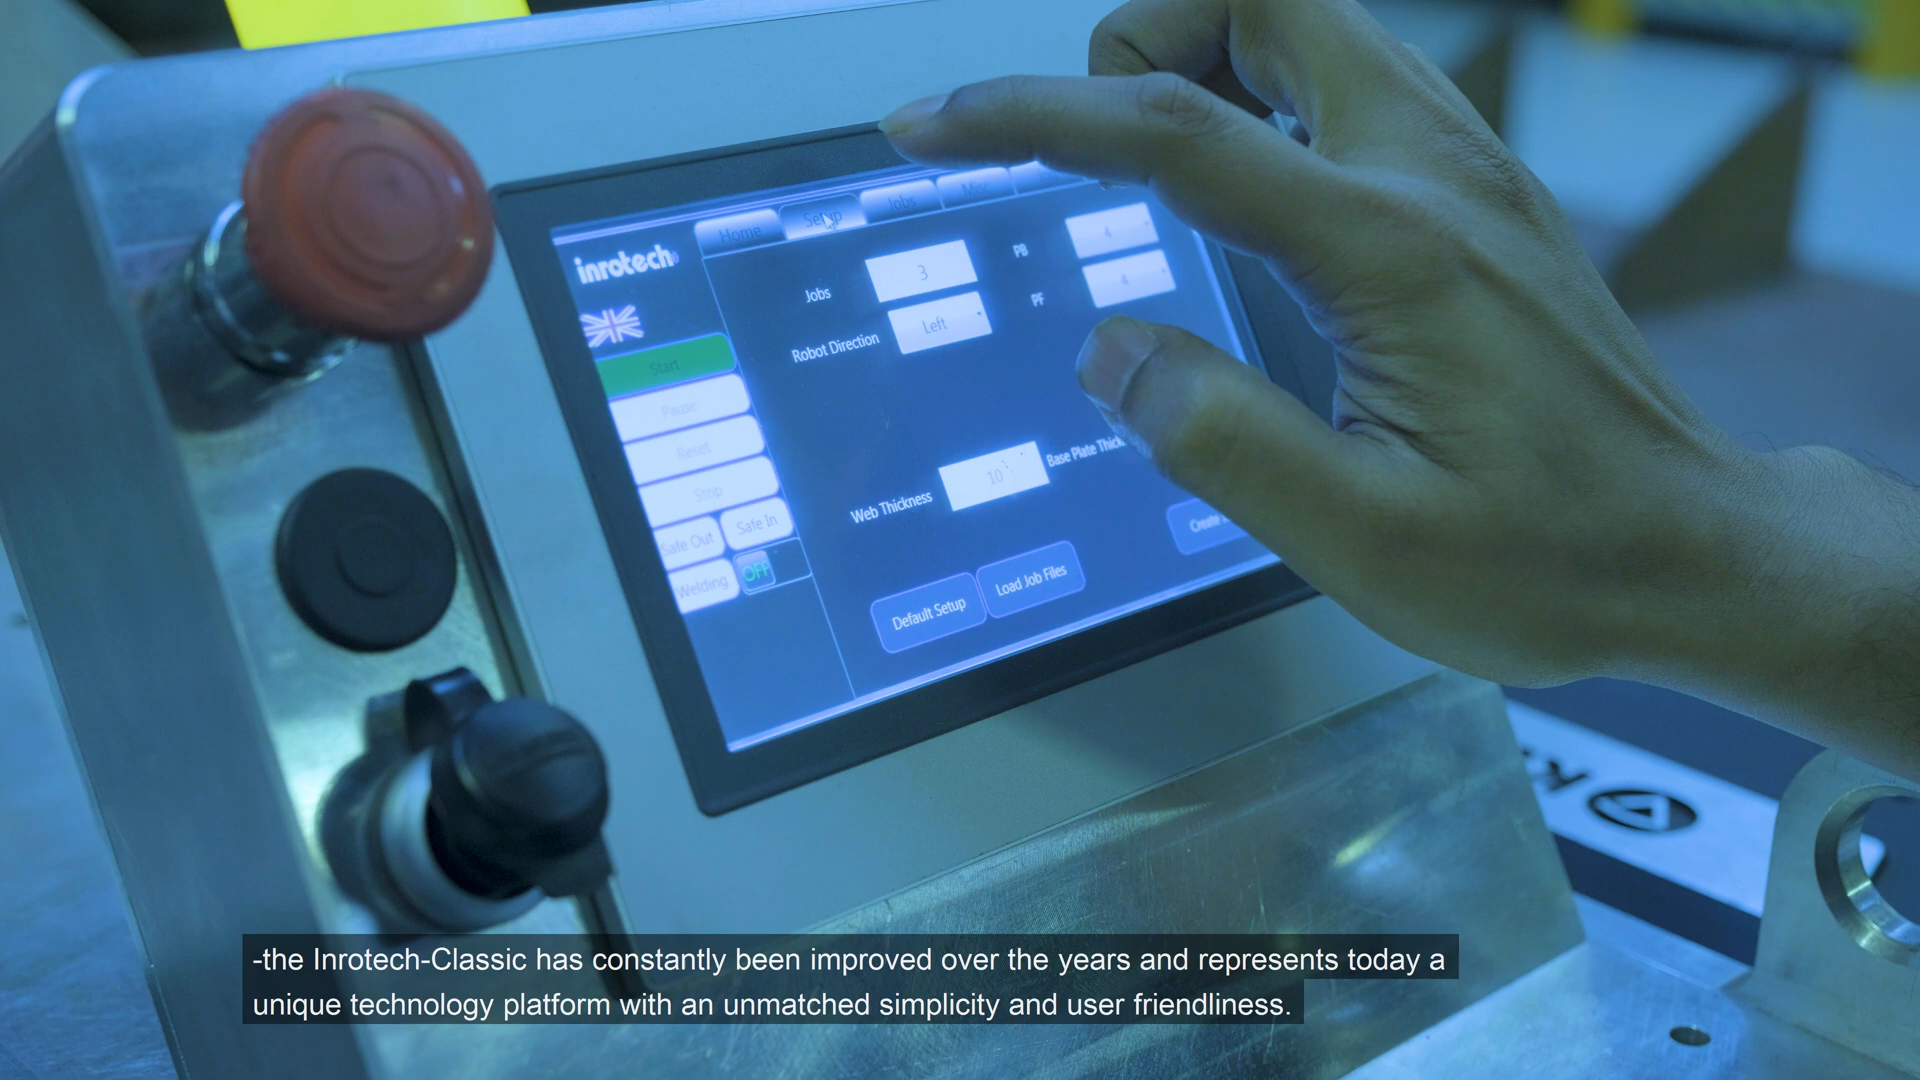 Home
Setup
Jobs
Misc
inrotech
Jobs
3
PB
4
Robot Direction
Left
PF
4
Start
Pause
Reset
Stop
Safe Out
Safe In
Welding
OFF
Web Thickness
10
Base Plate
Default Setup
Load Job Files
Create
-the Inrotech-Classic has constantly been improved over the years and represents today a
unique technology platform with an unmatched simplicity and user friendliness.